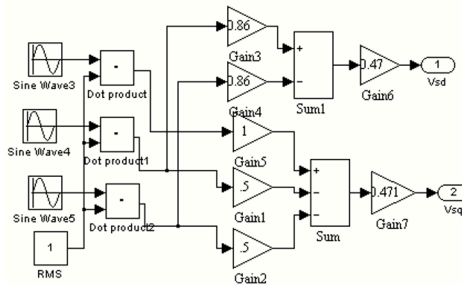 0.86
Gain3
Sine Wave3
Dot product
0.86
Gain4
+
−
Sum1
0.47
Gain6
1
Vsd
Sine Wave4
Dot product1
1
Gain5
.5
Gain1
+
−
−
Sum
0.471
Gain7
2
Vsq
Sine Wave5
Dot product2
1
RMS
.5
Gain2